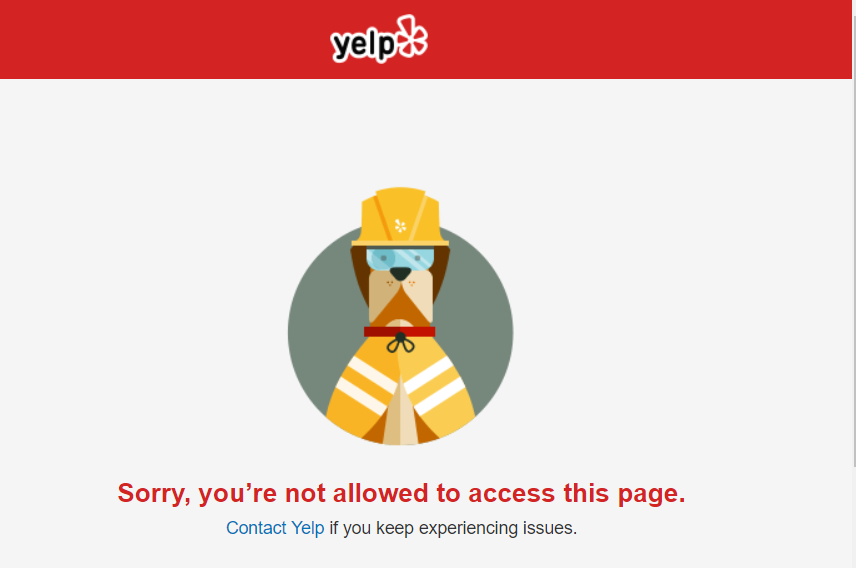 yelp
Sorry, you’re not allowed to access this page.
Contact Yelp if you keep experiencing issues.